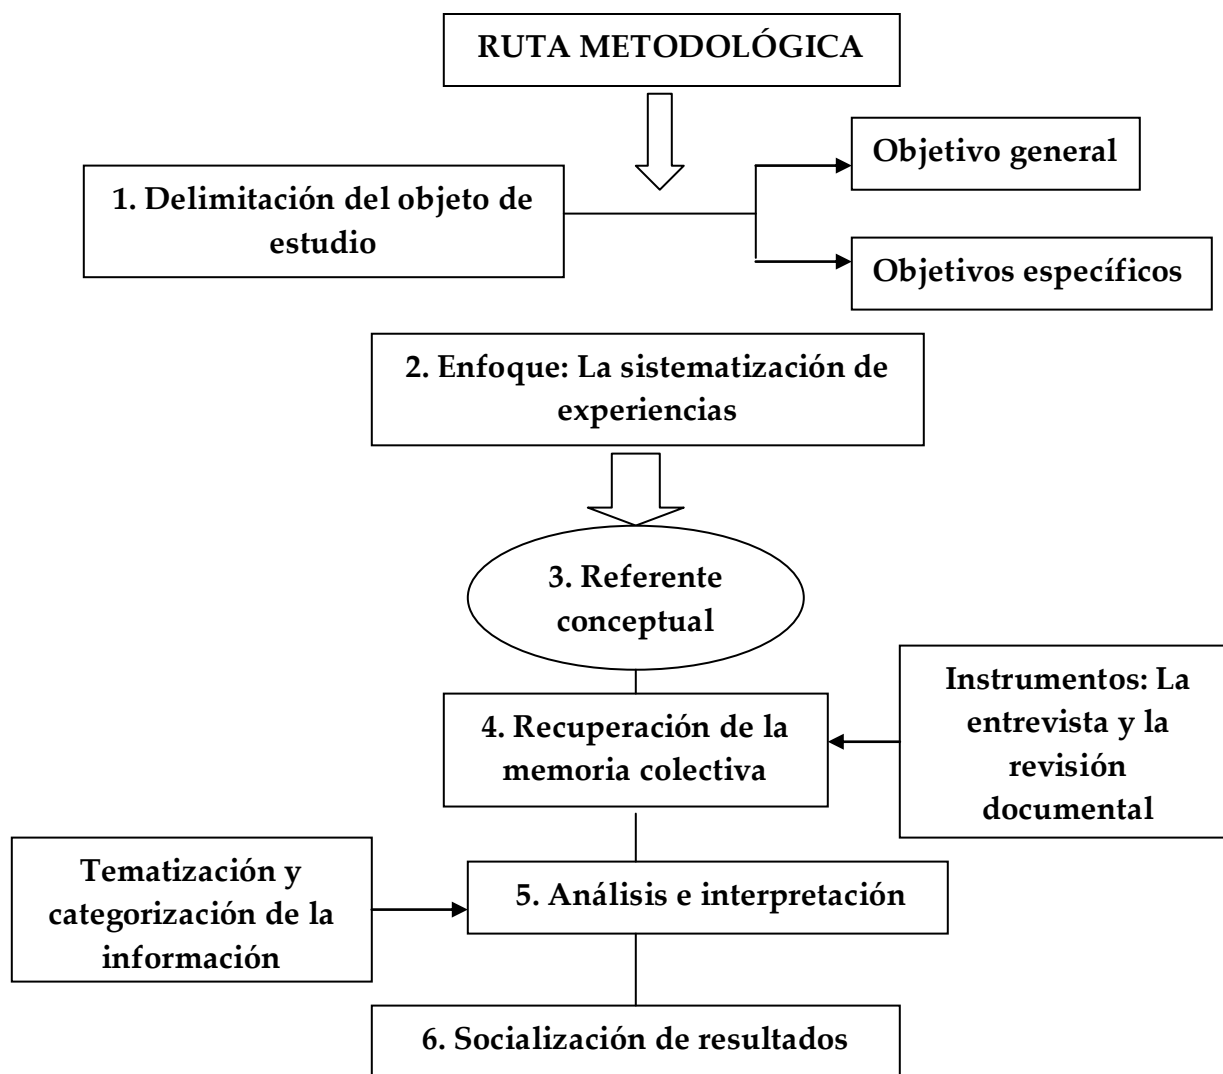 RUTA METODOLÓGICA
Objetivo general
1. Delimitación del objeto de
estudio
Objetivos específicos
2. Enfoque: La sistematización de
experiencias
3. Referente
conceptual
Instrumentos: La
entrevista y la
revisión
documental
4. Recuperación de la
memoria colectiva
Tematización y
categorización de la
información
5. Análisis e interpretación
6. Socialización de resultados